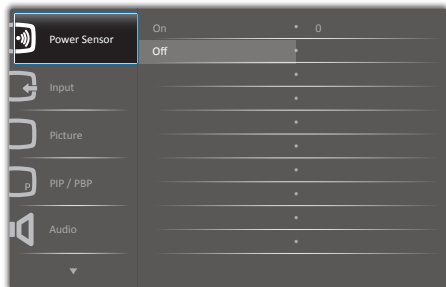 Power Sensor
On • 0
Off •
Input
Picture
P
PIP / PBP
Audio